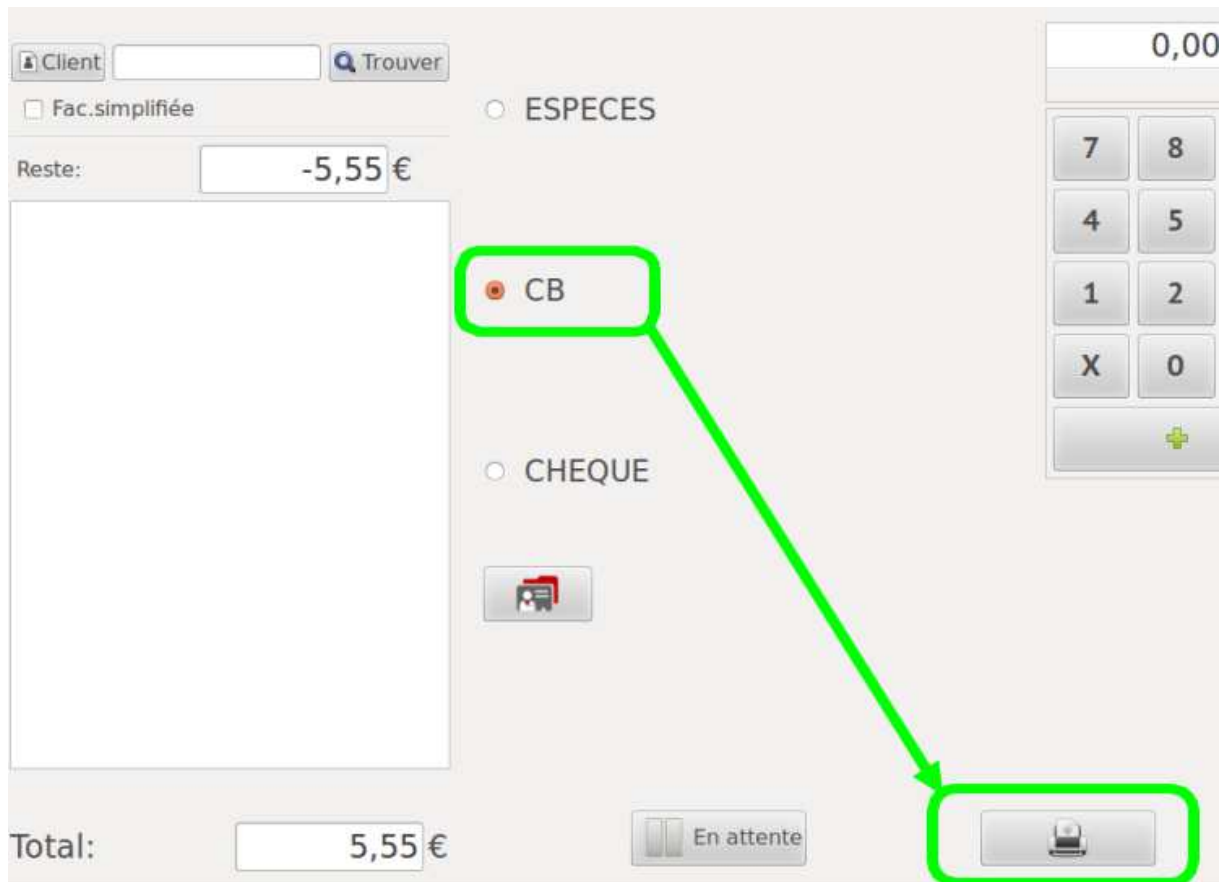 Client
Trouver
Fac.simplifiée
Reste:
-5,55 €
ESPECES
CB
CHEQUE
0,00
7 8
4 5
1 2
X 0
Total:
5,55 €
En attente